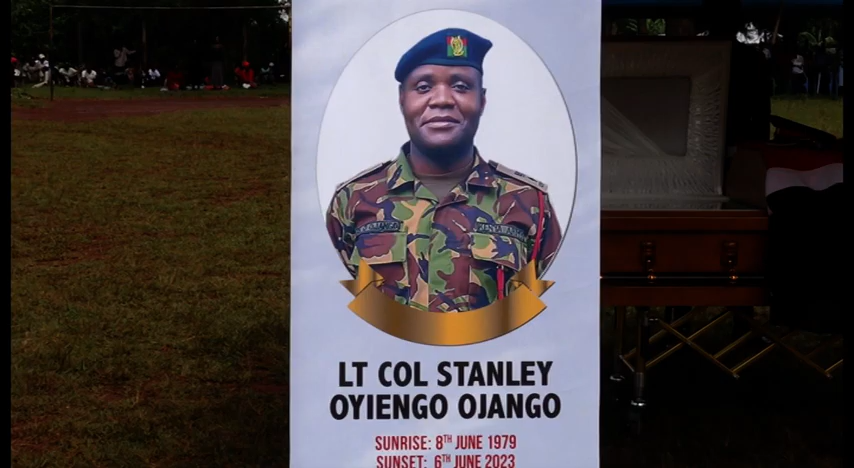 LT COL STANLEY
OYIENGO OJANGO
SUNRISE: 8TH JUNE 1979
SUNSET: 6TH JUNE 2023